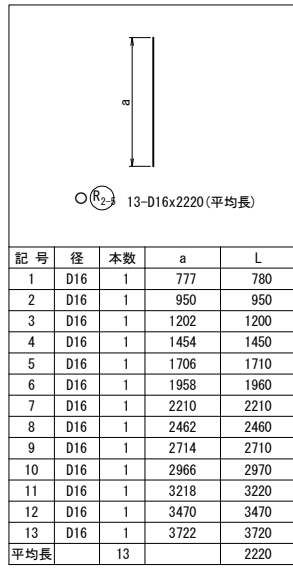 a
○ R2-5 13-D16x2220(平均長)
記 号 径 本数 a L
1 D16 1 777 780
2 D16 1 950 950
3 D16 1 1202 1200
4 D16 1 1454 1450
5 D16 1 1706 1710
6 D16 1 1958 1960
7 D16 1 2210 2210
8 D16 1 2462 2460
9 D16 1 2714 2710
10 D16 1 2966 2970
11 D16 1 3218 3220
12 D16 1 3470 3470
13 D16 1 3722 3720
平均長 13 2220